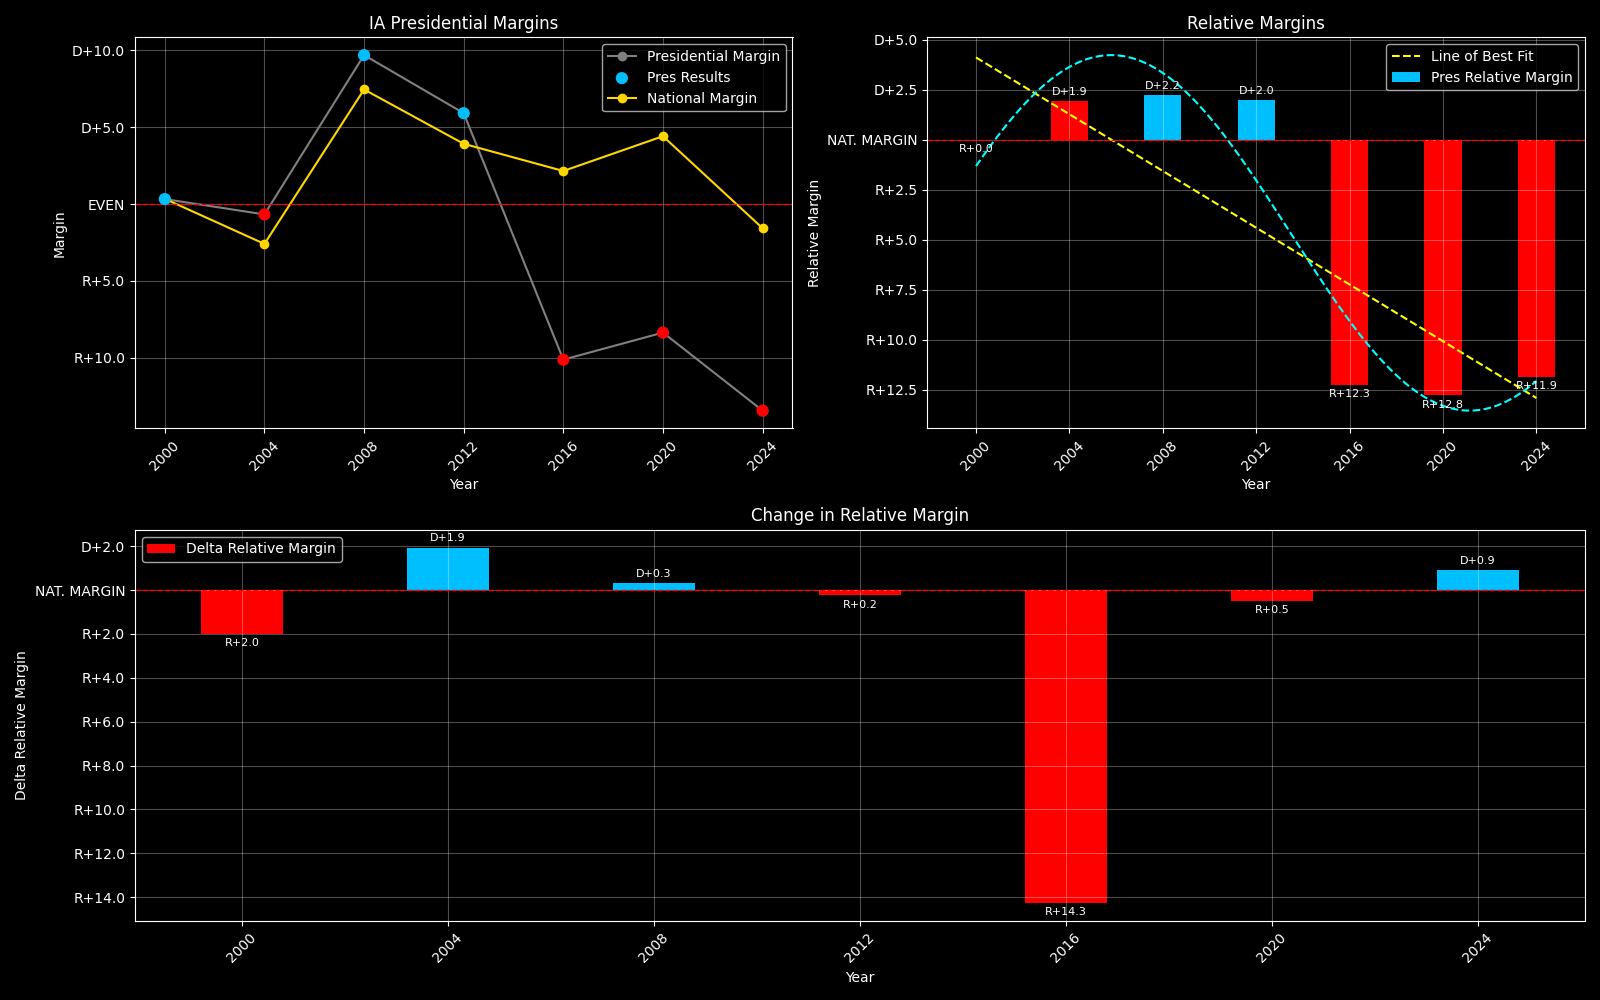 IA Presidential Margins
D+10.0
D+5.0
EVEN
R+5.0
R+10.0
Margin
Presidential Margin
Pres Results
National Margin
2000
2004
2008
2012
2016
2020
2024
Year
Relative Margins
D+5.0
D+2.5
NAT. MARGIN
R+2.5
R+5.0
R+7.5
R+10.0
R+12.5
Relative Margin
Line of Best Fit
Pres Relative Margin
R+0.0
D+1.9
D+2.2
D+2.0
R+12.3
R+12.8
R+11.9
2000
2004
2008
2012
2016
2020
2024
Year
Change in Relative Margin
D+2.0
NAT. MARGIN
R+2.0
R+4.0
R+6.0
R+8.0
R+10.0
R+12.0
R+14.0
Delta Relative Margin
Delta Relative Margin
R+2.0
D+1.9
D+0.3
R+0.2
R+14.3
R+0.5
D+0.9
2000
2004
2008
2012
2016
2020
2024
Year